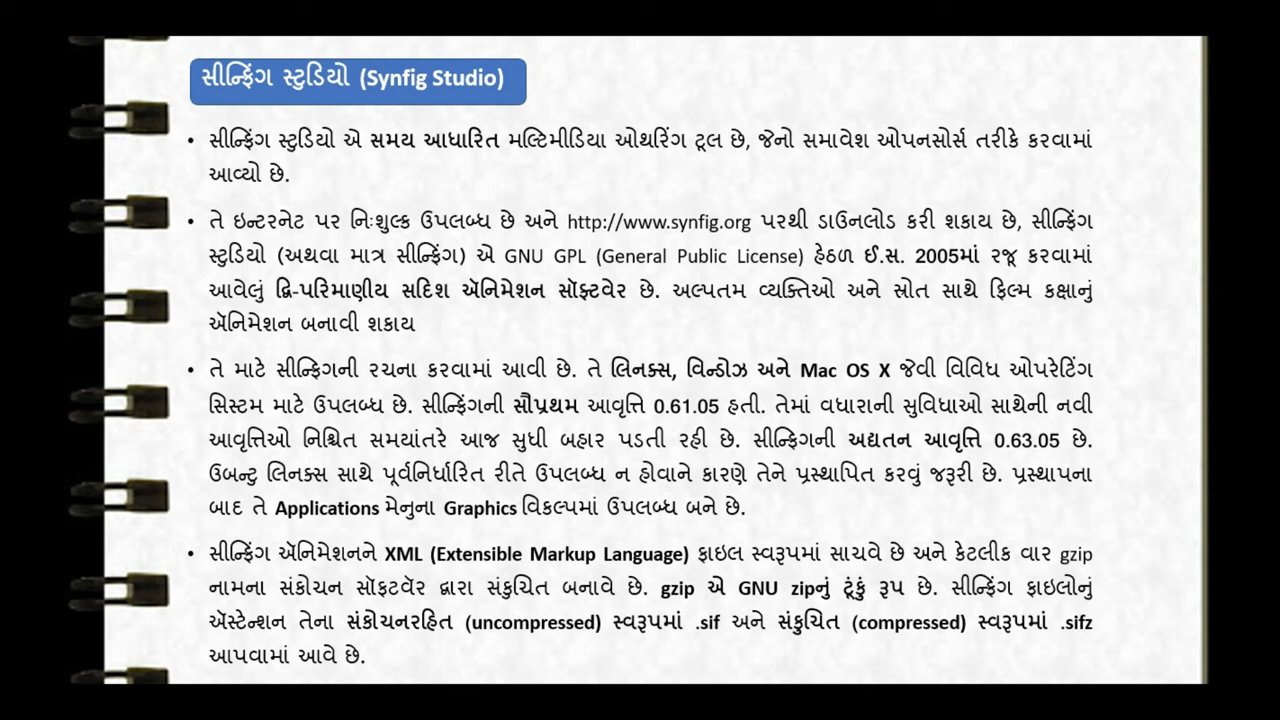 સીન્ફિગ સ્ટુડિયો (Synfig Studio)
• સીન્ફિગ સ્ટુડિયો એ સમય આધારિત મલ્ટિમીડિયા ઓથરિંગ ટૂલ છે, જેનો સમાવેશ ઓપનસોર્સ તરીકે કરવામાં
આવ્યો છે.
• તે ઇન્ટરનેટ પર નિઃશુલ્ક ઉપલબ્ધ છે અને http://www.synfig.org પરથી ડાઉનલોડ કરી શકાય છે, સીન્ફિગ
સ્ટુડિયો (અથવા માત્ર સીન્ફિગ) એ GNU GPL (General Public License) હેઠળ ઈ.સ. 2005માં રજૂ કરવામાં
આવેલું દ્વિ-પરિમાણીય સદિશ ઍનિમેશન સૉફ્ટવેર છે. અલ્પતમ વ્યક્તિઓ અને સ્રોત સાથે ફિલ્મ કક્ષાનું
ઍનિમેશન બનાવી શકાય
• તે માટે સીન્ફિગની રચના કરવામાં આવી છે. તે લિનક્સ, વિન્ડોઝ અને Mac OS X જેવી વિવિધ ઓપરેટિંગ
સિસ્ટમ માટે ઉપલબ્ધ છે. સીન્ફિગની સૌપ્રથમ આવૃત્તિ 0.61.05 હતી. તેમાં વધારાની સુવિધાઓ સાથેની નવી
આવૃત્તિઓ નિશ્ચિત સમયાંતરે આજ સુધી બહાર પડતી રહી છે. સીન્ફિગની અદ્યતન આવૃત્તિ 0.63.05 છે.
ઉબન્ટુ લિનક્સ સાથે પૂર્વનિર્ધારિત રીતે ઉપલબ્ધ ન હોવાને કારણે તેને પ્રસ્થાપિત કરવું જરૂરી છે. પ્રસ્થાપના
બાદ તે Applications મેનુના Graphics વિકલ્પમાં ઉપલબ્ધ બને છે.
• સીન્ફિગ ઍનિમેશનને XML (Extensible Markup Language) ફાઇલ સ્વરૂપમાં સાચવે છે અને કેટલીક વાર gzip
નામના સંકોચન સૉફટવૅર દ્વારા સંકુચિત બનાવે છે. gzip એ GNU zipનું ટૂંકું રૂપ છે. સીન્ફિગ ફાઇલોનું
ઍસ્ટેન્શન તેના સંકોચનરહિત (uncompressed) સ્વરૂપમાં .sif અને સંકુચિત (compressed) સ્વરૂપમાં .sifz
આપવામાં આવે છે.